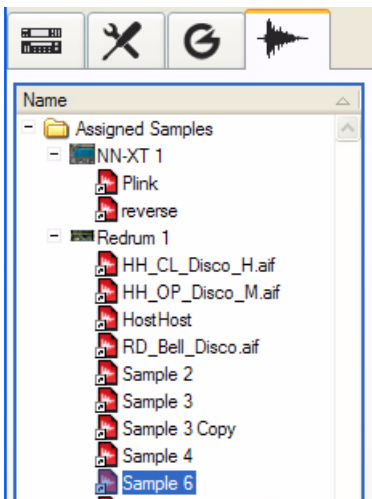 Name
Assigned Samples
NN-XT 1
Plink
reverse
Redrum 1
HH_CL_Disco_H.aif
HH_OP_Disco_M.aif
HostHost
RD_Bell_Disco.aif
Sample 2
Sample 3
Sample 3 Copy
Sample 4
Sample 6